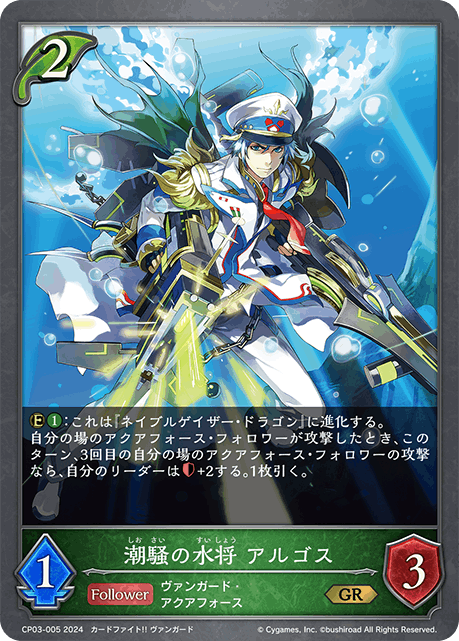 2
E 1:これは『ネイブルゲイザー・ドラゴン』に進化する。
自分の場のアクアフォース・フォロワーが攻撃したとき、この
ターン、3回目の自分の場のアクアフォース・フォロワーの攻撃
なら、自分のリーダーは+2する。1枚引く。
しおさい すいしょう
潮騒の水将 アルゴス
1
Follower
ヴァンガード・
アクアフォース
GR
3
CP03-005 2024 カードファイト!! ヴァンガード
© Cygames, Inc. ©bushiroad All Rights Reserved.